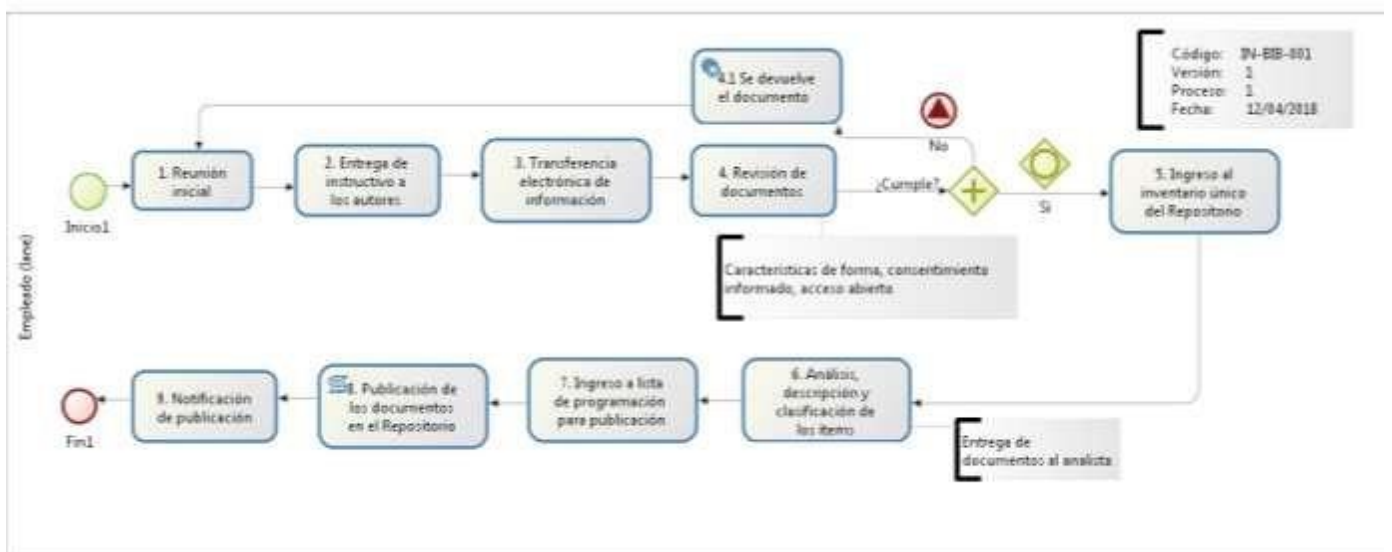 Código: IN-BIB-001
Versión: 1
Proceso: 1
Fecha: 12/04/2018
4.1 Se devuelve
el documento
No
1. Reunión
inicial
2. Entrega de
instructivo a
los autores
3. Transferencia
electrónica de
información
4. Revisión de
documentos
¿Cumple?
Si
5. Ingreso al
inventario único
del Repositorio
Inicio1
Empleado (lane)
Características de forma, consentimiento
informado, acceso abierto
9. Notificación
de publicación
8. Publicación de
los documentos
en el Repositorio
7. Ingreso a lista
de programación
para publicación
6. Análisis,
descripción y
clasificación de
los ítems
Fin1
Entrega de
documentos al analista